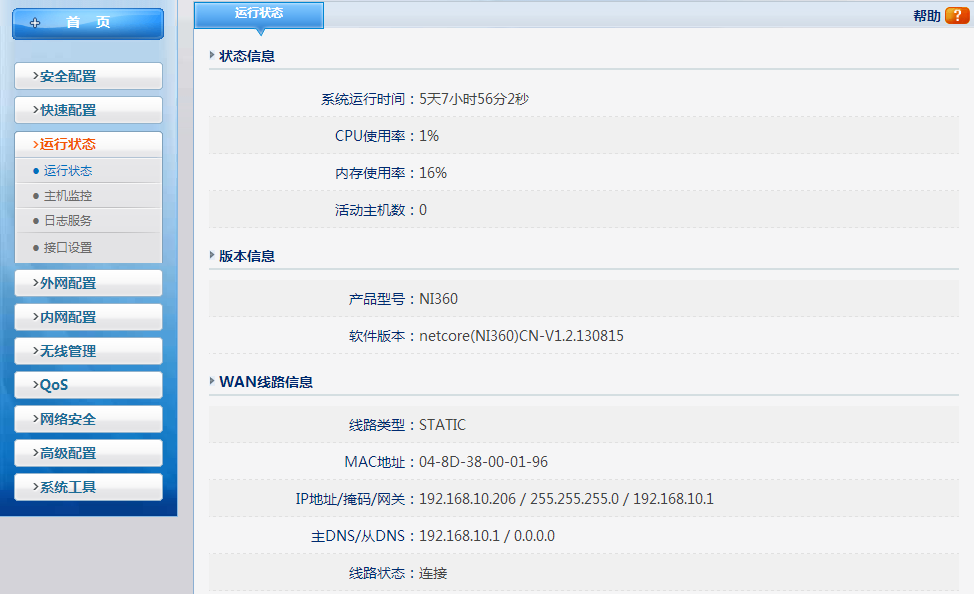 首 页
>安全配置
>快速配置
>运行状态
运行状态
主机监控
日志服务
接口设置
>外网配置
>内网配置
>无线管理
>QoS
>网络安全
>高级配置
>系统工具
运行状态
帮助 ?
状态信息
系统运行时间：5天7小时56分2秒
CPU使用率：1%
内存使用率：16%
活动主机数：0
版本信息
产品型号：NI360
软件版本：netcore(NI360)CN-V1.2.130815
WAN线路信息
线路类型：STATIC
MAC地址：04-8D-38-00-01-96
IP地址/掩码/网关：192.168.10.206 / 255.255.255.0 / 192.168.10.1
主DNS/从DNS：192.168.10.1 / 0.0.0.0
线路状态：连接